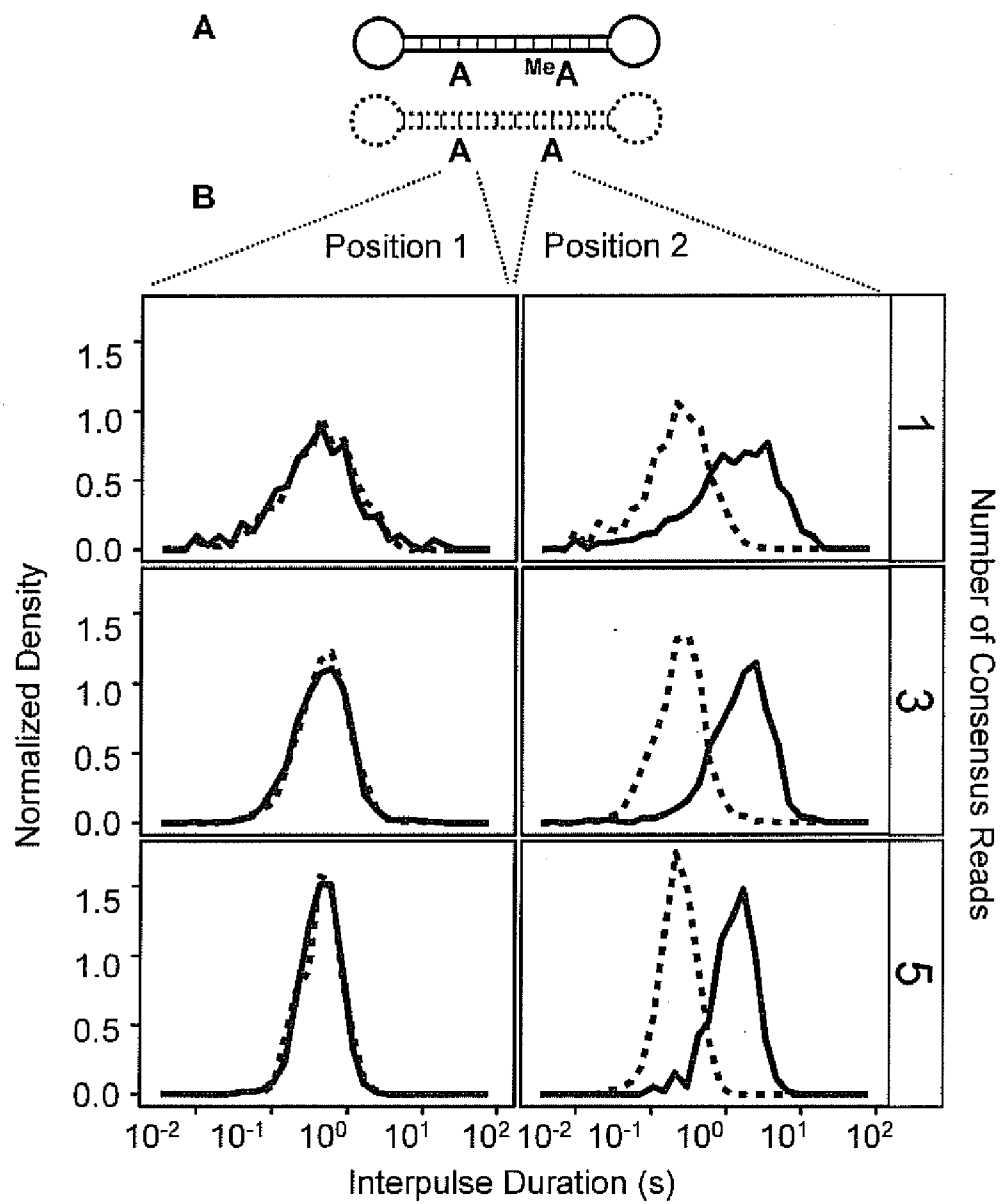 A
A MeA
A A
B
Position 1 Position 2
1.5
1.0
0.5
0.0
1
1.5
1.0
0.5
0.0
3
1.5
1.0
0.5
0.0
5
Normalized Density
Number of Consensus Reads
10-2 10-1 100 101 102 10-2 10-1 100 101 102
Interpulse Duration (s)